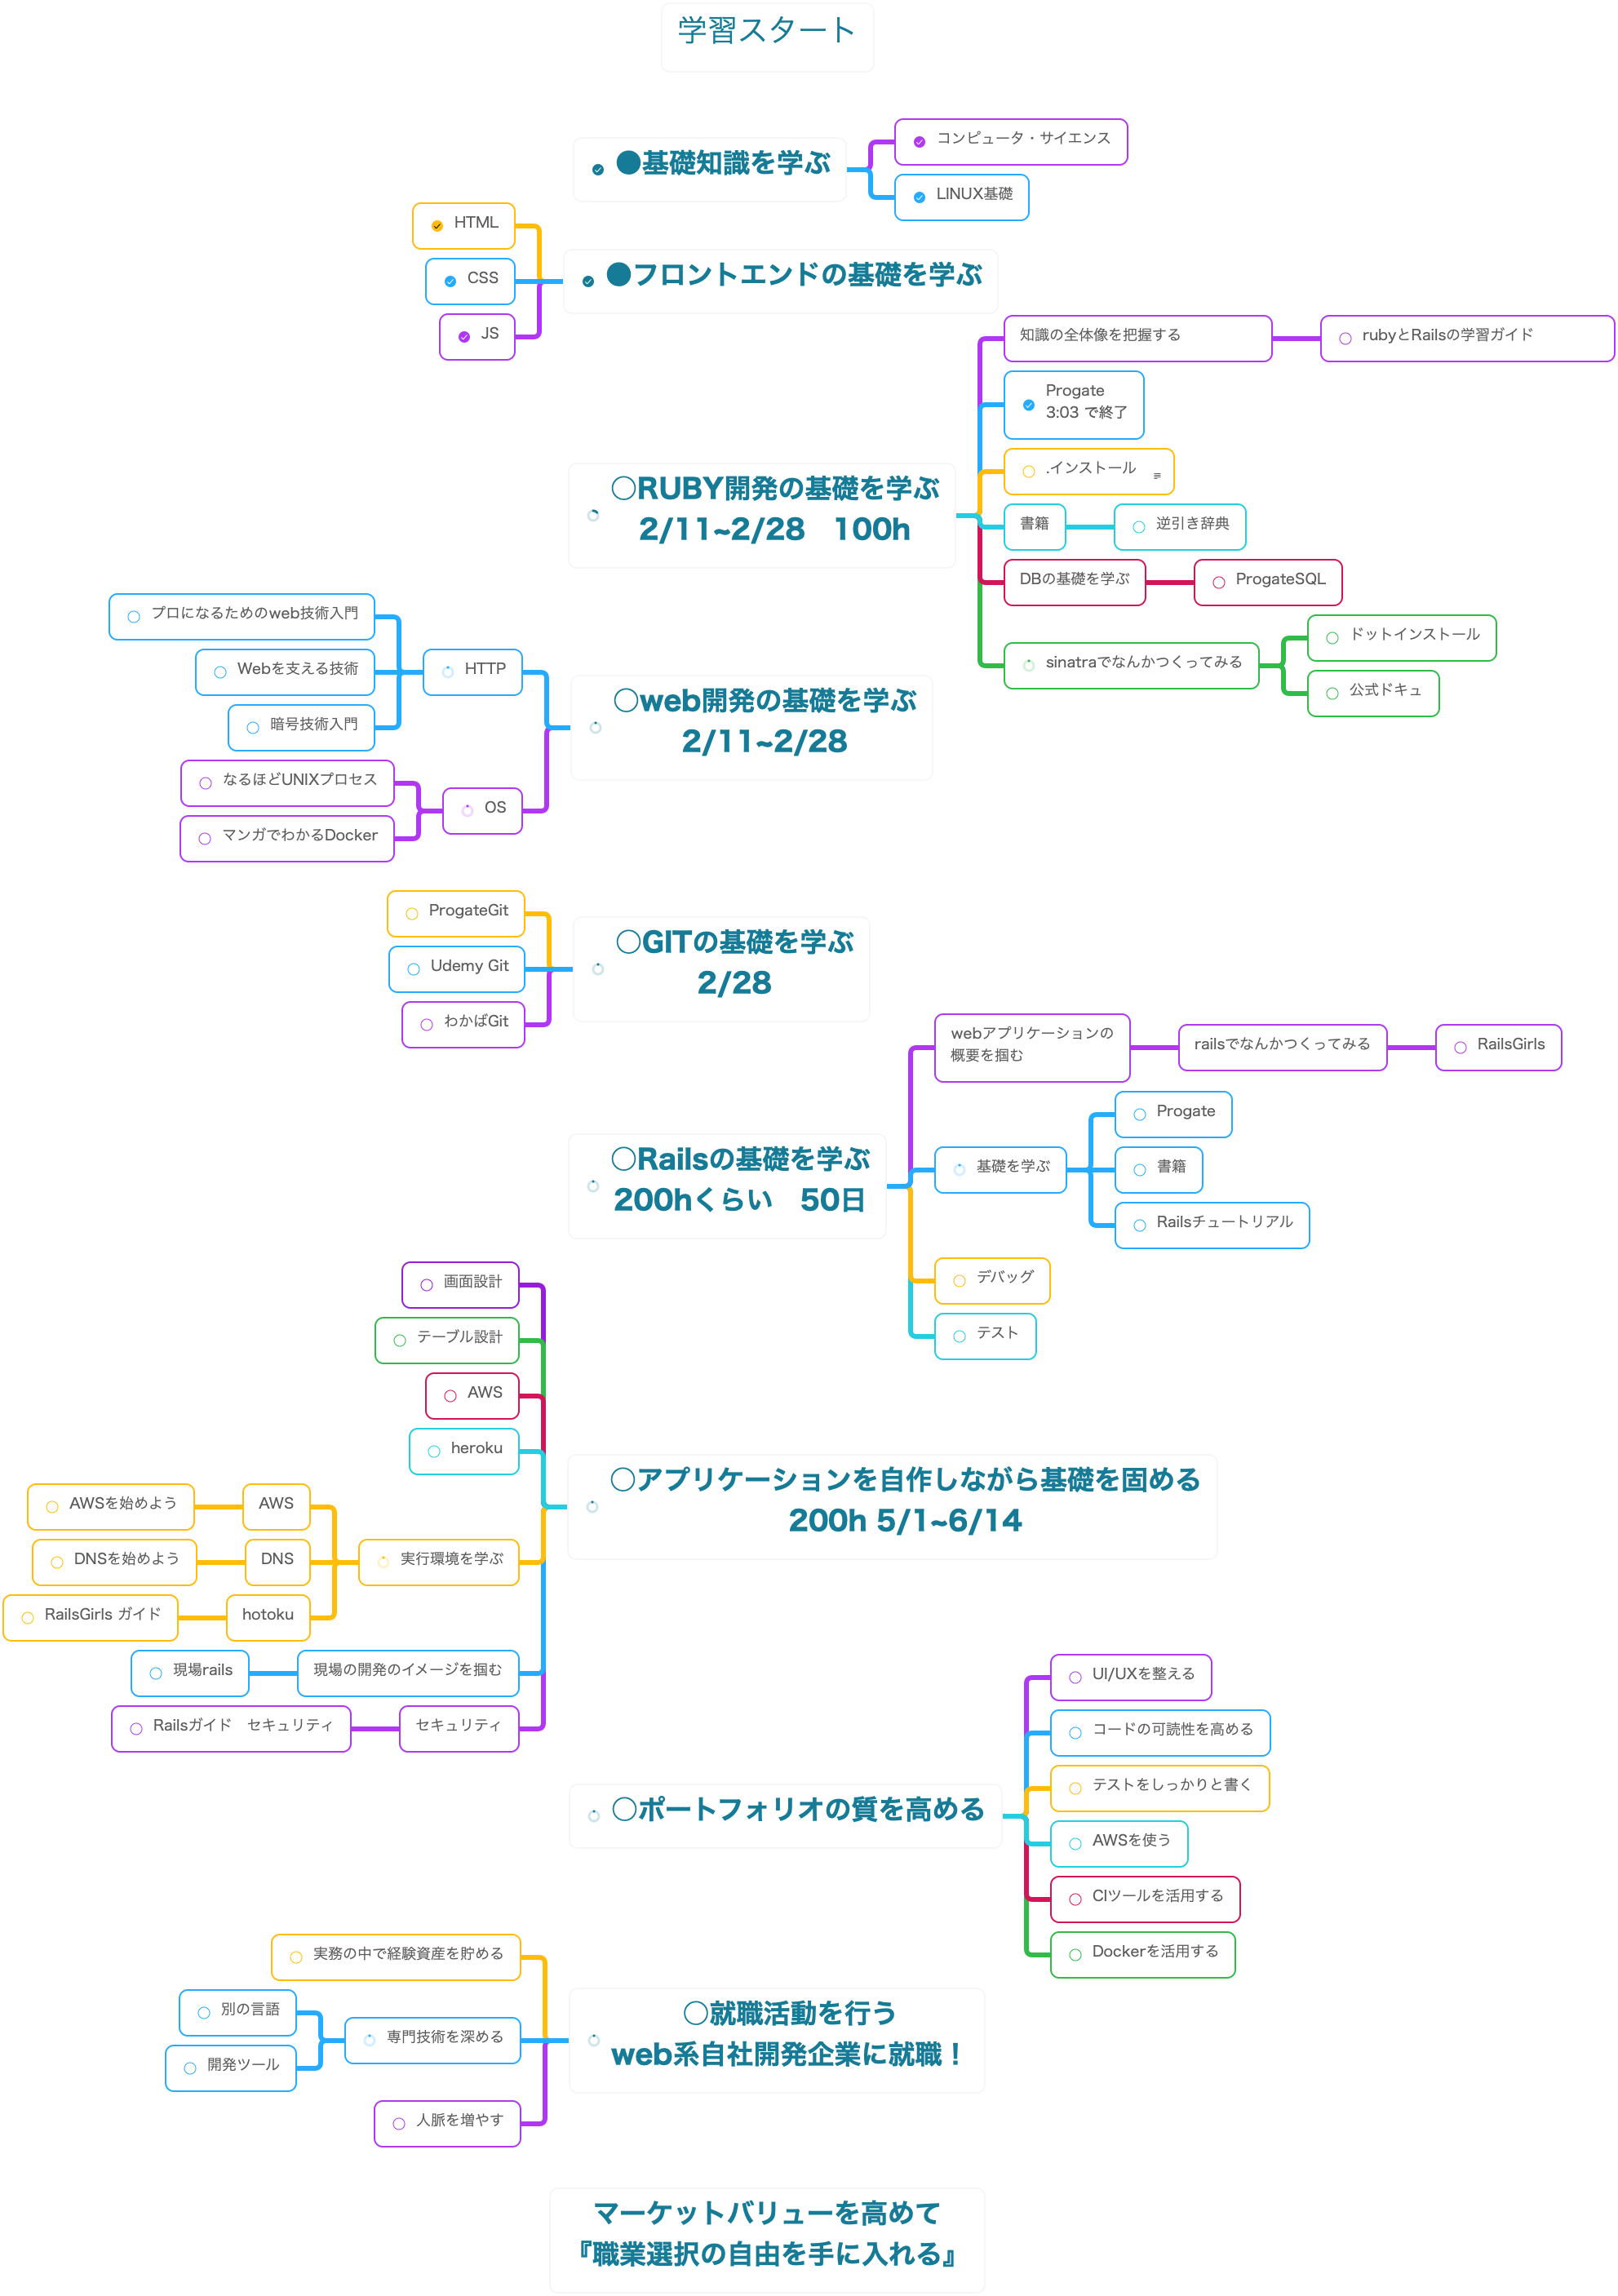 学習スタート
●基礎知識を学ぶ
コンピュータ・サイエンス
LINUX基礎
●フロントエンドの基礎を学ぶ
HTML
CSS
JS
○RUBY開発の基礎を学ぶ
2/11~2/28　100h
知識の全体像を把握する
rubyとRailsの学習ガイド
Progate
3:03 で終了
.インストール
書籍
逆引き辞典
DBの基礎を学ぶ
ProgateSQL
sinatraでなんかつくってみる
ドットインストール
公式ドキュ
○web開発の基礎を学ぶ
2/11~2/28
HTTP
プロになるためのweb技術入門
Webを支える技術
暗号技術入門
OS
なるほどUNIXプロセス
マンガでわかるDocker
○GITの基礎を学ぶ
2/28
ProgateGit
Udemy Git
わかばGit
○Railsの基礎を学ぶ
200hくらい　50日
webアプリケーションの
概要を掴む
railsでなんかつくってみる
RailsGirls
基礎を学ぶ
Progate
書籍
Railsチュートリアル
デバッグ
テスト
○アプリケーションを自作しながら基礎を固める
200h 5/1~6/14
画面設計
テーブル設計
AWS
heroku
実行環境を学ぶ
AWS
AWSを始めよう
DNS
DNSを始めよう
hotoku
RailsGirls ガイド
現場の開発のイメージを掴む
現場rails
セキュリティ
Railsガイド　セキュリティ
○ポートフォリオの質を高める
UI/UXを整える
コードの可読性を高める
テストをしっかりと書く
AWSを使う
CIツールを活用する
Dockerを活用する
○就職活動を行う
web系自社開発企業に就職！
実務の中で経験資産を貯める
専門技術を深める
別の言語
開発ツール
人脈を増やす
マーケットバリューを高めて
『職業選択の自由を手に入れる』